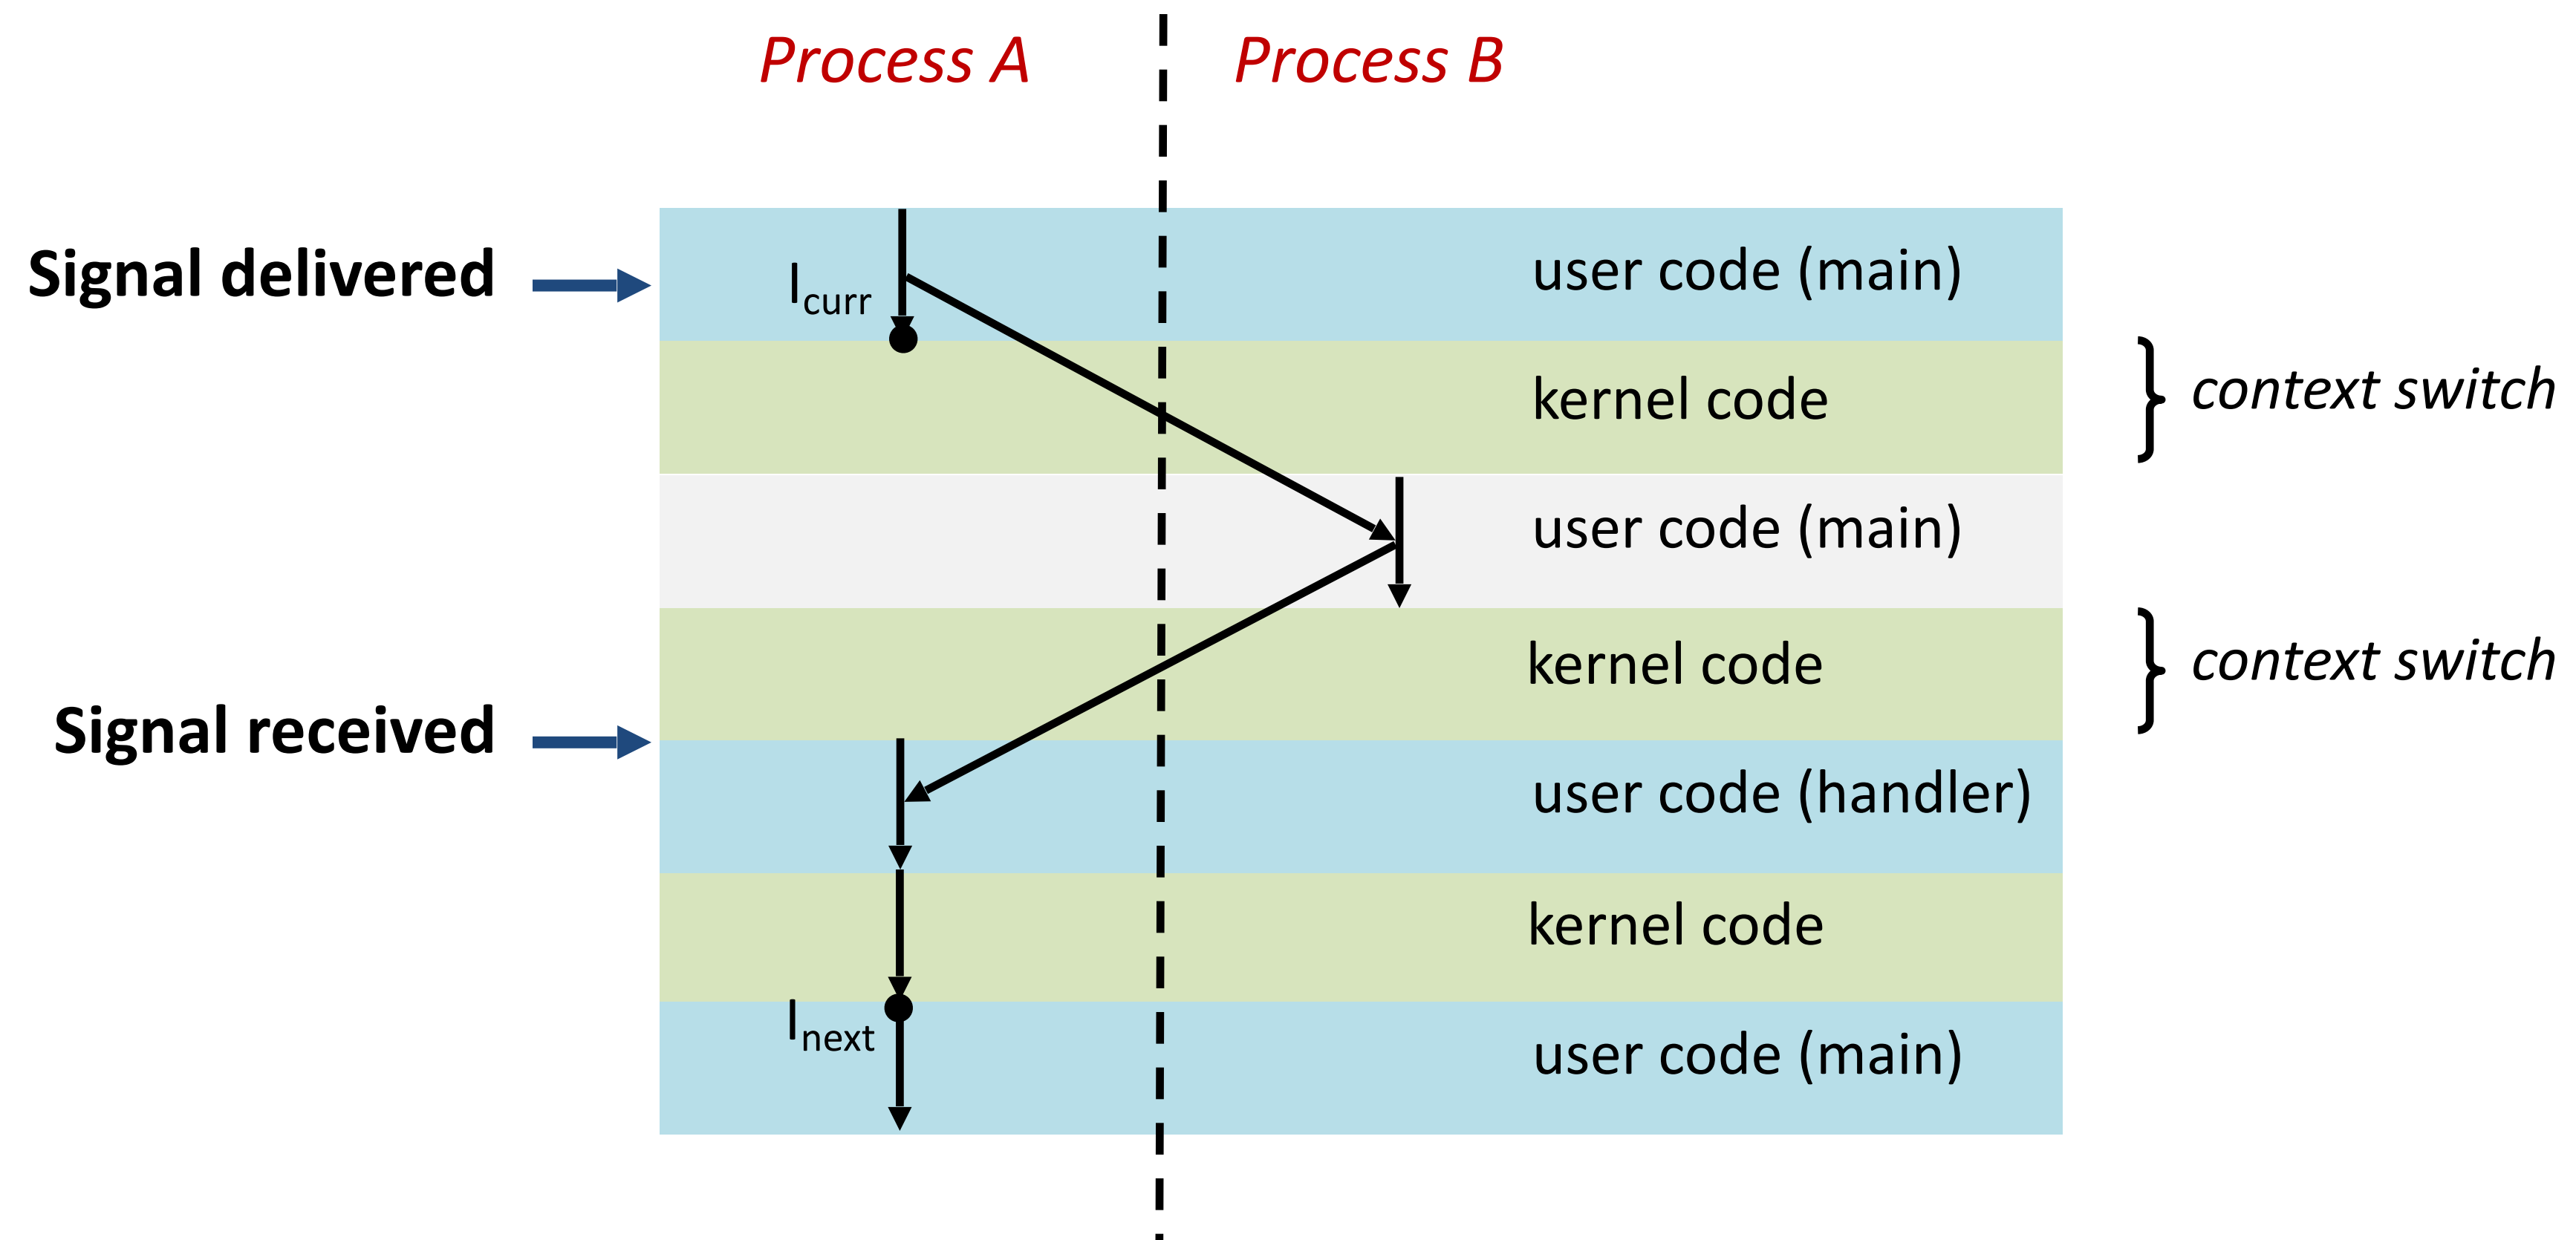 Process A
Process B
Signal delivered
I_curr
user code (main)
kernel code
context switch
user code (main)
kernel code
context switch
Signal received
user code (handler)
kernel code
I_next
user code (main)